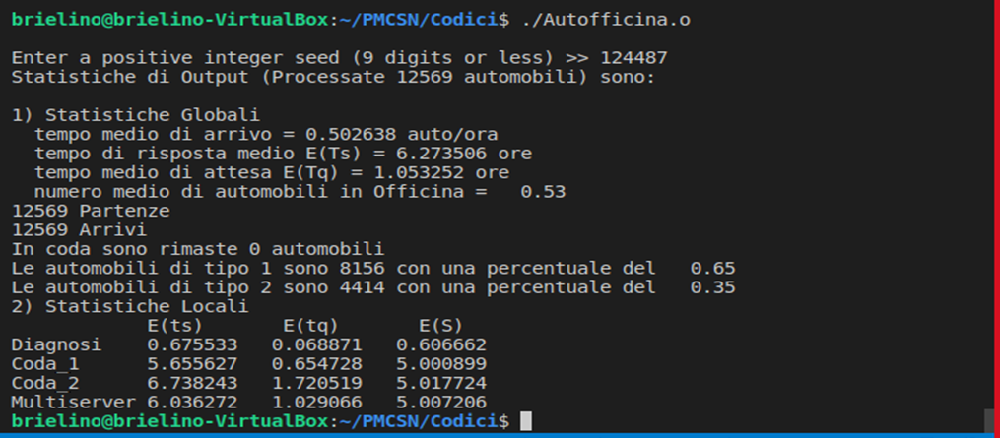 brielino@brielino-VirtualBox:~/PMCSN/Codici$ ./Autofficina.o
Enter a positive integer seed (9 digits or less) >> 124487
Statistiche di Output (Processate 12569 automobili) sono:
1) Statistiche Globali
tempo medio di arrivo = 0.502638 auto/ora
tempo di risposta medio E(Ts) = 6.273506 ore
tempo medio di attesa E(Tq) = 1.053252 ore
numero medio di automobili in Officina = 0.53
12569 Partenze
12569 Arrivi
In coda sono rimaste 0 automobili
Le automobili di tipo 1 sono 8156 con una percentuale del 0.65
Le automobili di tipo 2 sono 4414 con una percentuale del 0.35
2) Statistiche Locali
E(ts) E(tq) E(S)
Diagnosi 0.675533 0.068871 0.606662
Coda_1 5.655627 0.654728 5.000899
Coda_2 6.738243 1.720519 5.017724
Multiserver 6.036272 1.029066 5.007206
brielino@brielino-VirtualBox:~/PMCSN/Codici$